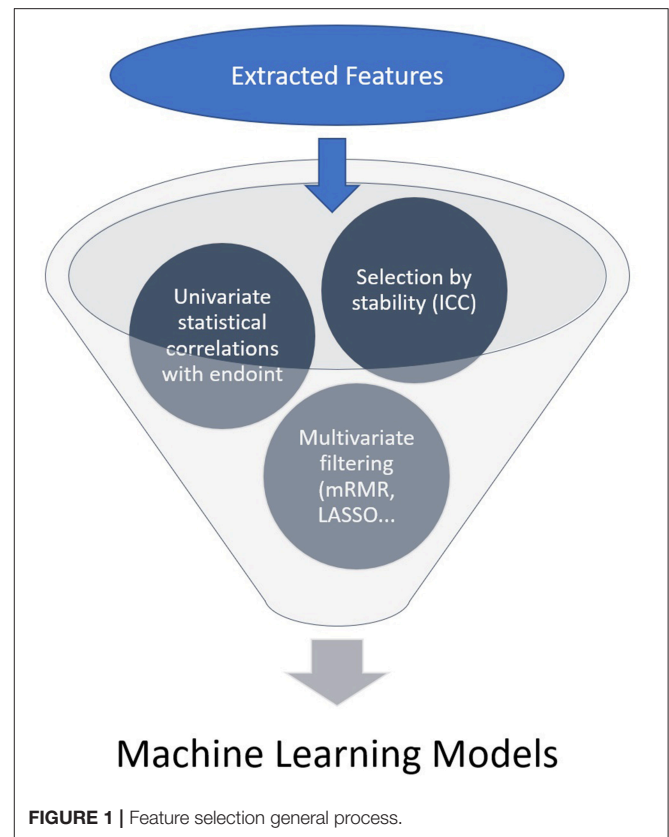 Extracted Features
Selection by
stability (ICC)
Univariate
statistical
correlations
with endoint
Multivariate
filtering
(mRMR,
LASSO...
Machine Learning Models
FIGURE 1 | Feature selection general process.